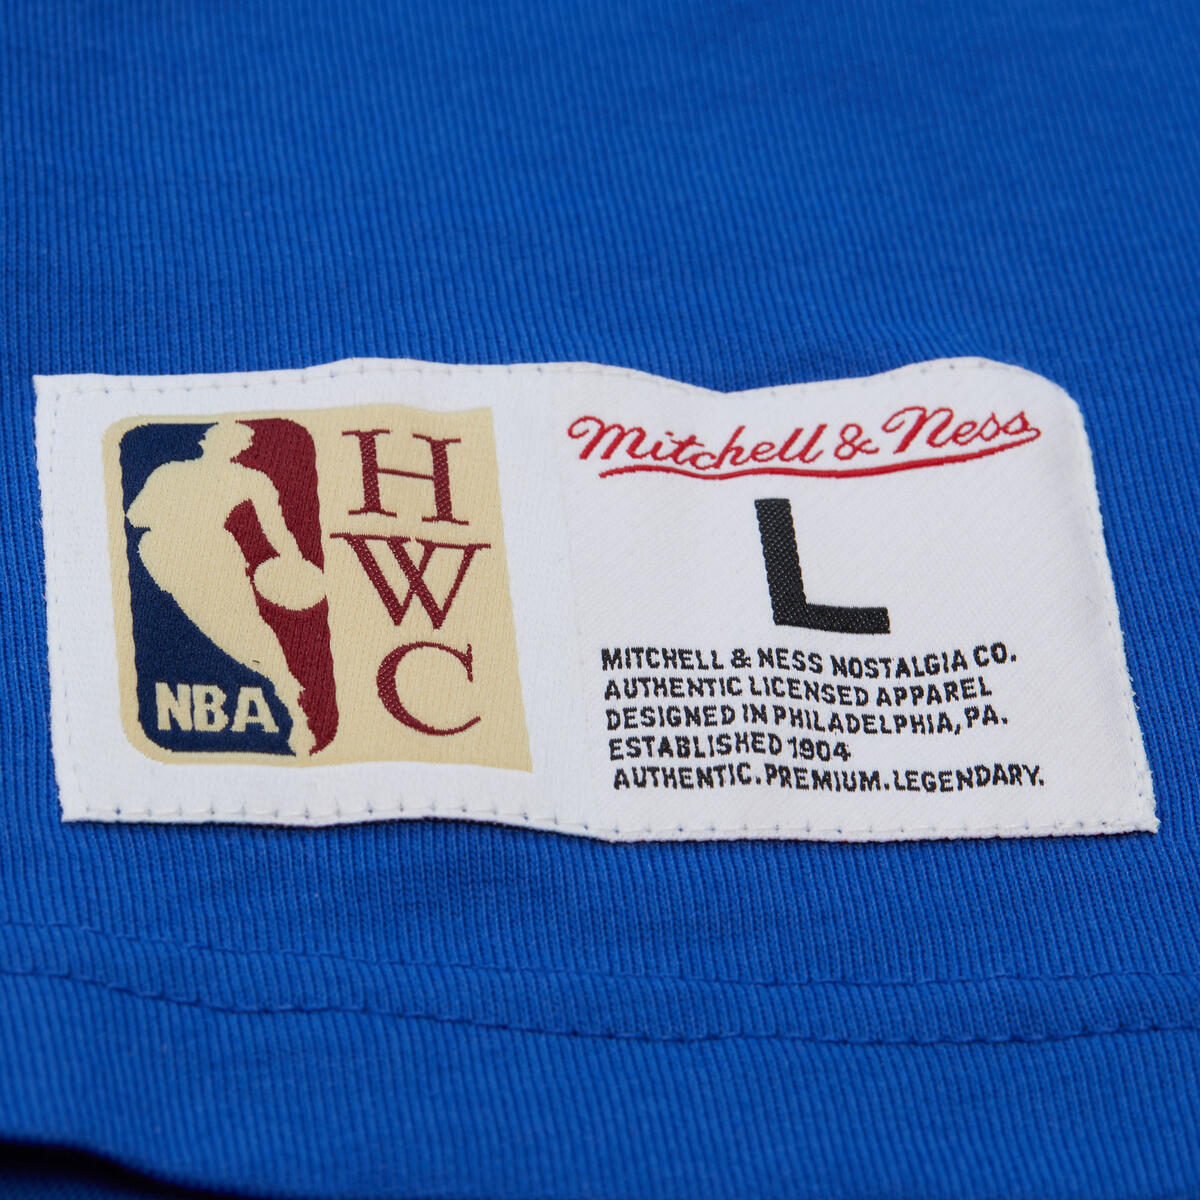 NBA
H
W
C
Mitchell & Ness
L
MITCHELL & NESS NOSTALGIA CO.
AUTHENTIC LICENSED APPAREL
DESIGNED IN PHILADELPHIA, PA.
ESTABLISHED 1904
AUTHENTIC. PREMIUM. LEGENDARY.